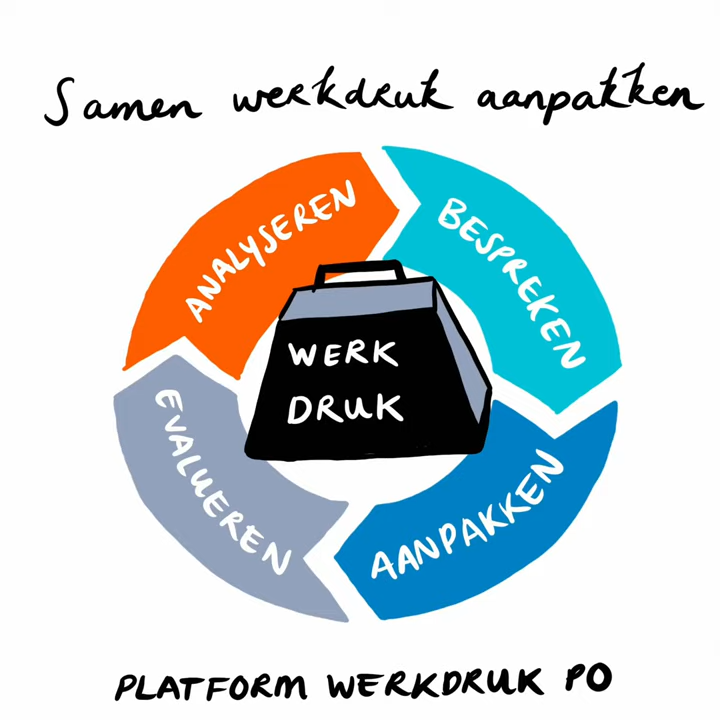 Samen werkdruk aanpakken
ANALYSEREN
BESPREKEN
WERK
DRUK
EVALUEREN
AANPAKKEN
PLATFORM WERKDRUK PO